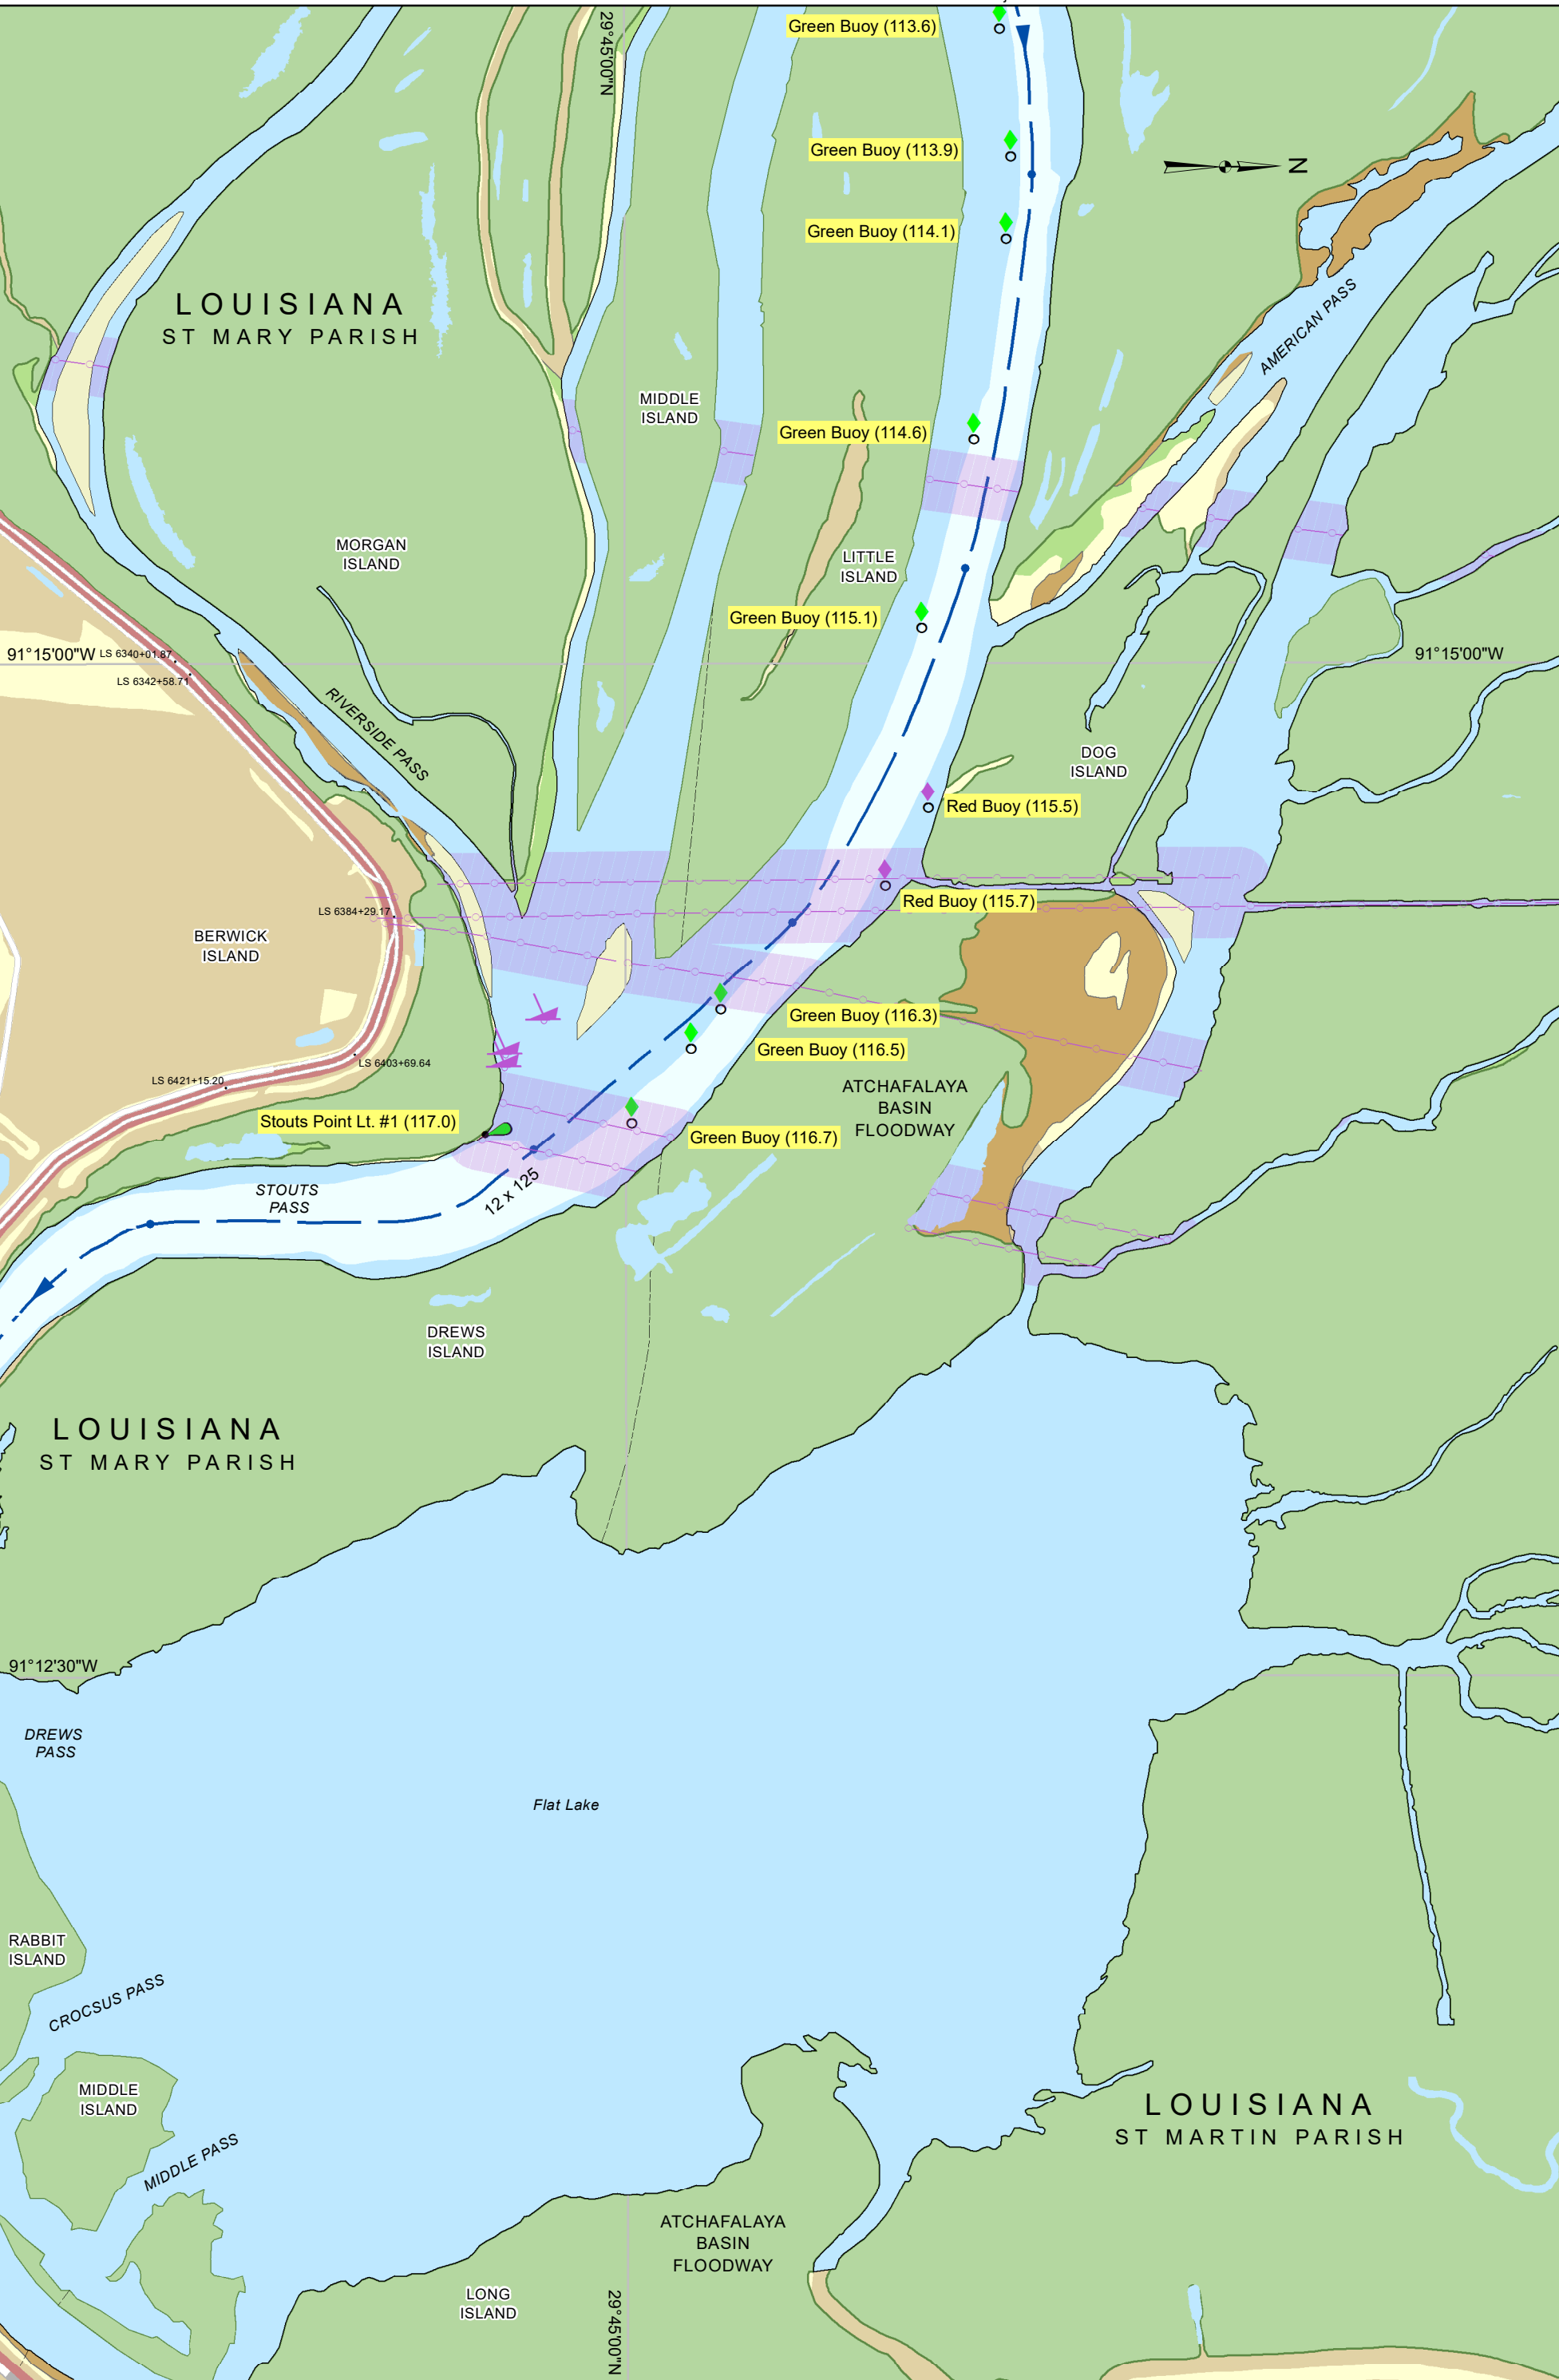 Green Buoy (113.6)
29°45'00"N
Green Buoy (113.9)
N
Green Buoy (114.1)
LOUISIANA
ST MARY PARISH
AMERICAN PASS
MIDDLE
ISLAND
Green Buoy (114.6)
MORGAN
ISLAND
LITTLE
ISLAND
Green Buoy (115.1)
91°15'00"W
LS 6340+01.87
LS 6342+58.71
91°15'00"W
RIVERSIDE PASS
DOG
ISLAND
Red Buoy (115.5)
Red Buoy (115.7)
LS 6384+29.17
BERWICK
ISLAND
Green Buoy (116.3)
Green Buoy (116.5)
LS 6403+69.64
LS 6421+15.20
ATCHAFALAYA
BASIN
FLOODWAY
Stouts Point Lt. #1 (117.0)
Green Buoy (116.7)
12 x 125
STOUTS
PASS
DREWS
ISLAND
LOUISIANA
ST MARY PARISH
91°12'30"W
DREWS
PASS
Flat Lake
RABBIT
ISLAND
CROCSUS PASS
MIDDLE
ISLAND
MIDDLE PASS
LOUISIANA
ST MARTIN PARISH
ATCHAFALAYA
BASIN
FLOODWAY
LONG
ISLAND
29°45'00"N